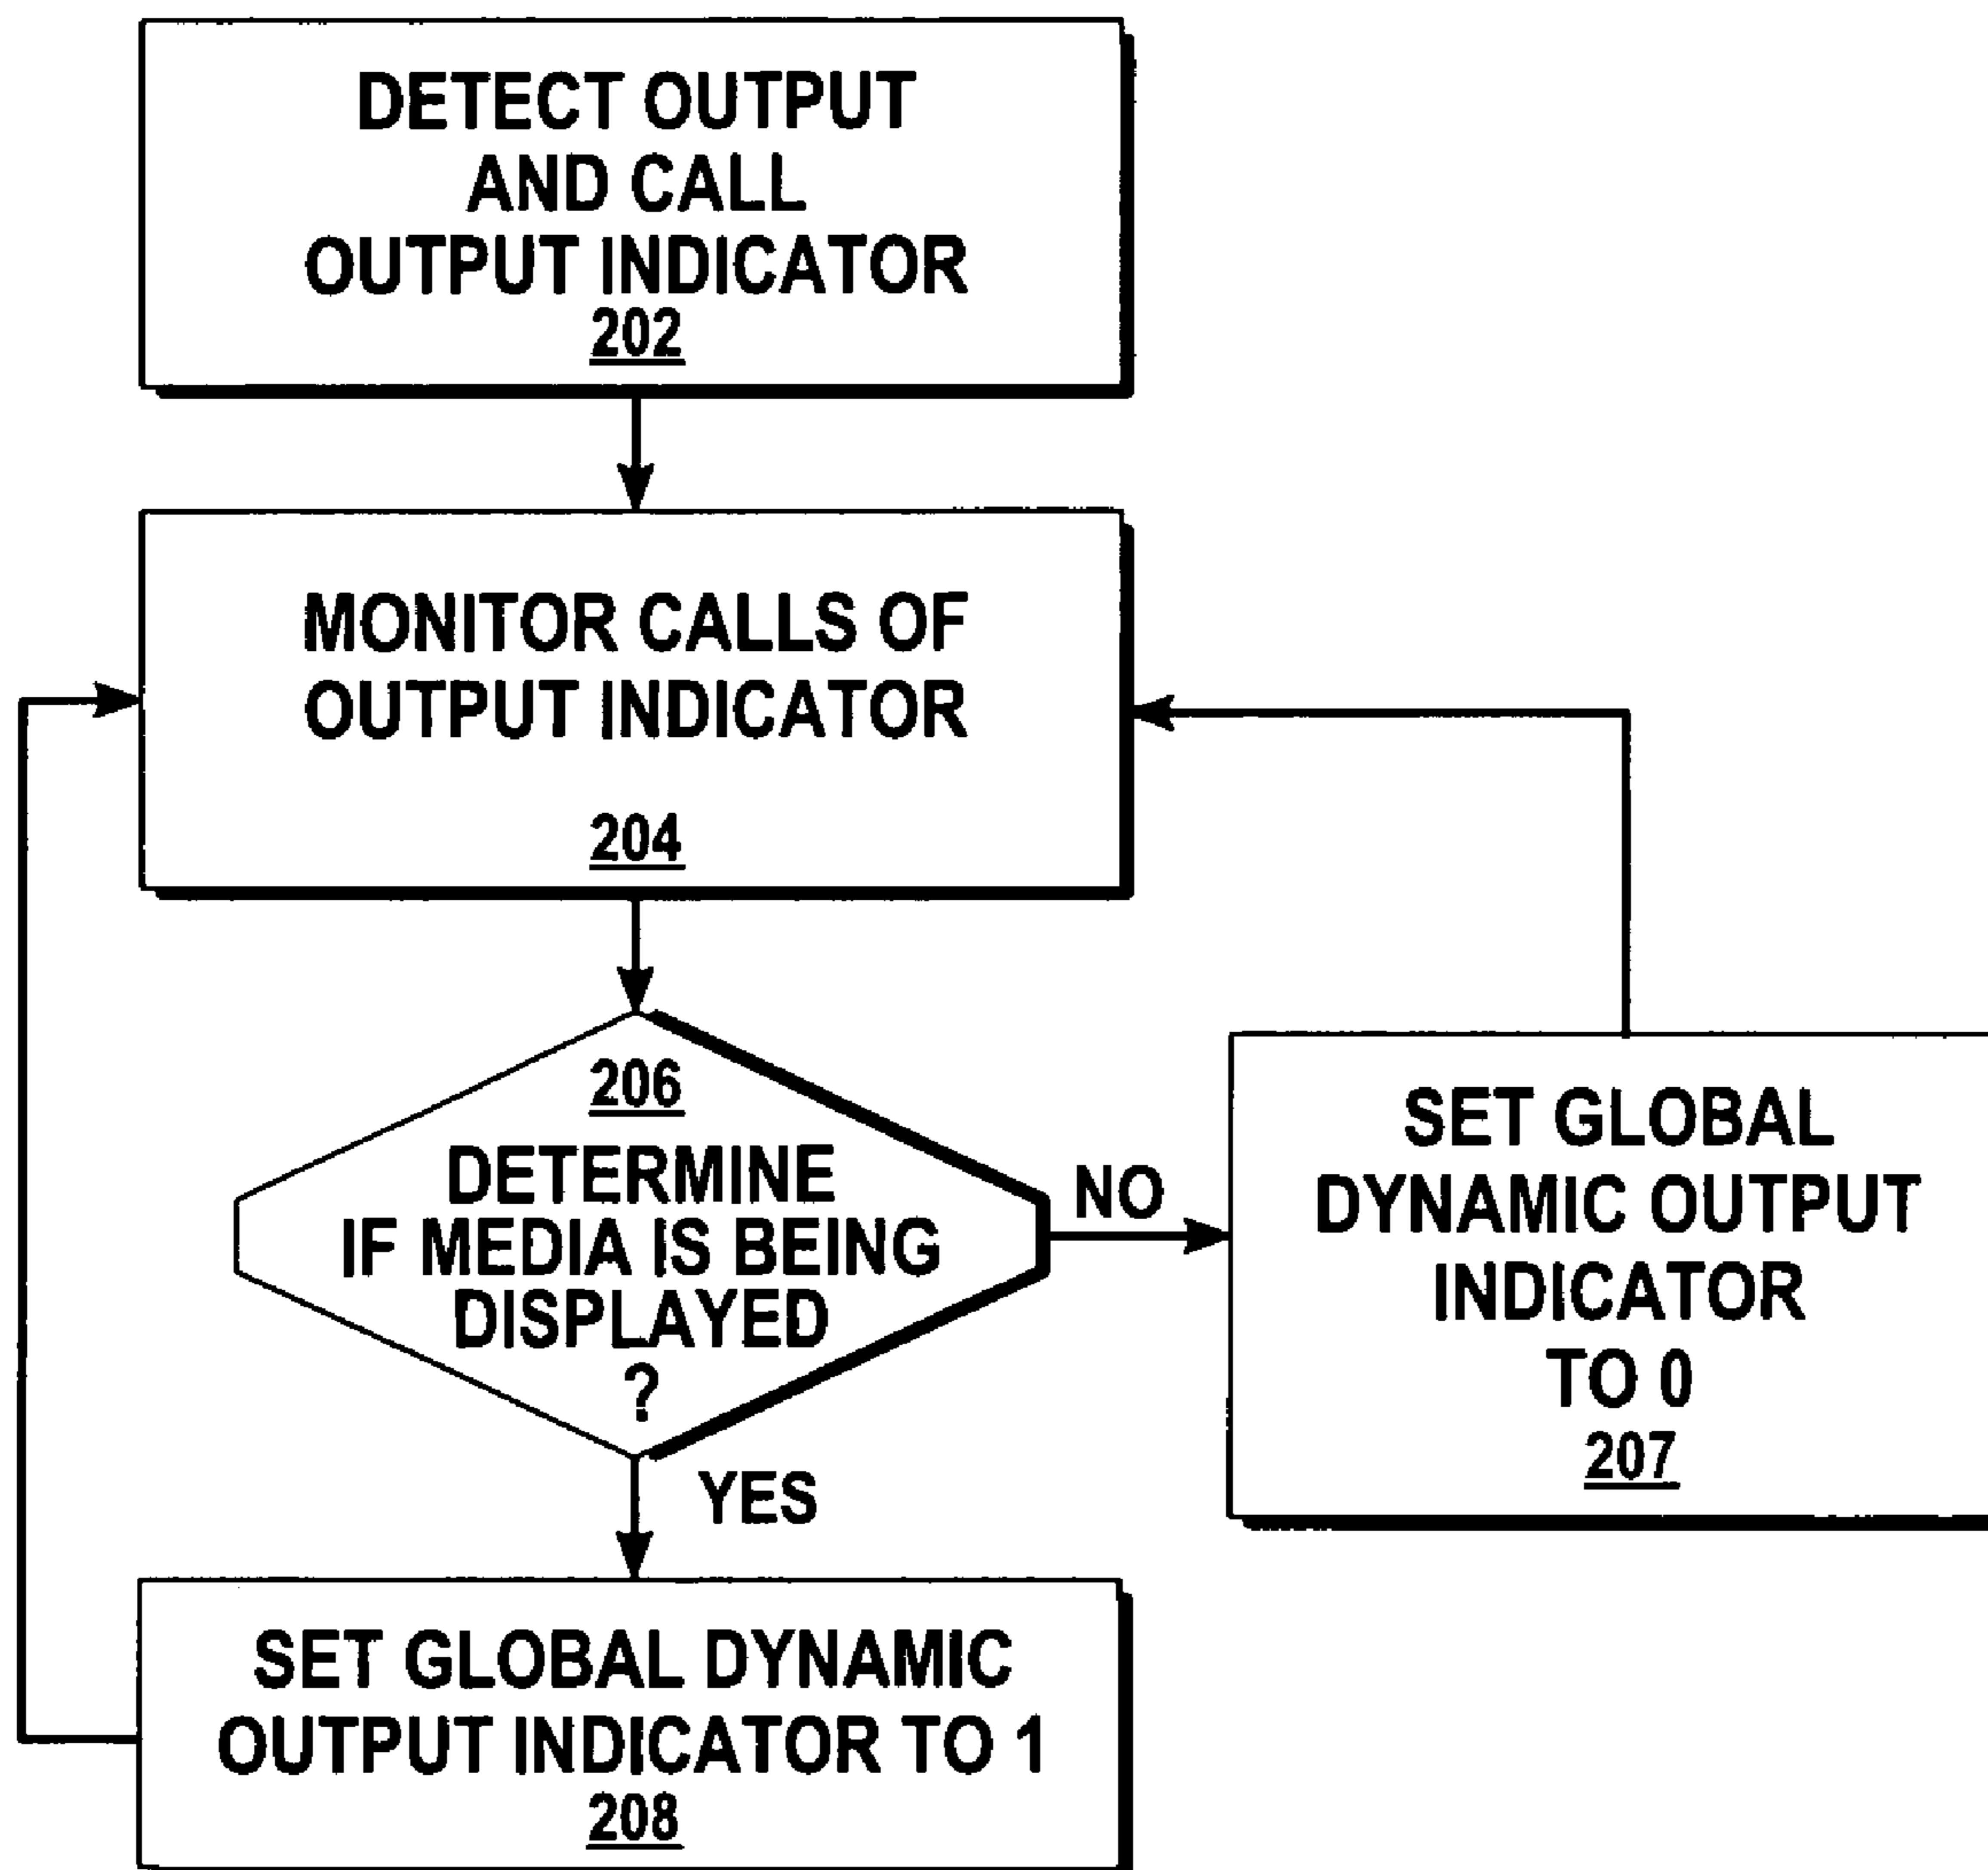 DETECT OUTPUT
AND CALL
OUTPUT INDICATOR
202
MONITOR CALLS OF
OUTPUT INDICATOR
204
206
DETERMINE
IF MEDIA IS BEING
DISPLAYED
?
NO
SET GLOBAL
DYNAMIC OUTPUT
INDICATOR
TO 0
207
YES
SET GLOBAL DYNAMIC
OUTPUT INDICATOR TO 1
208